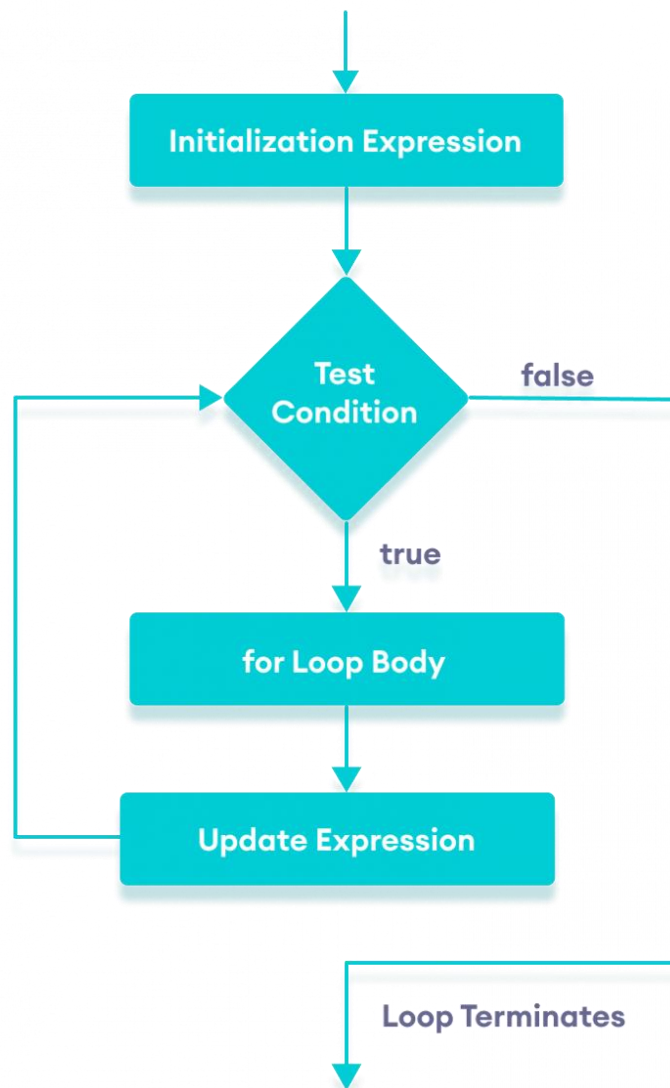 Initialization Expression
Test
Condition
false
true
for Loop Body
Update Expression
Loop Terminates